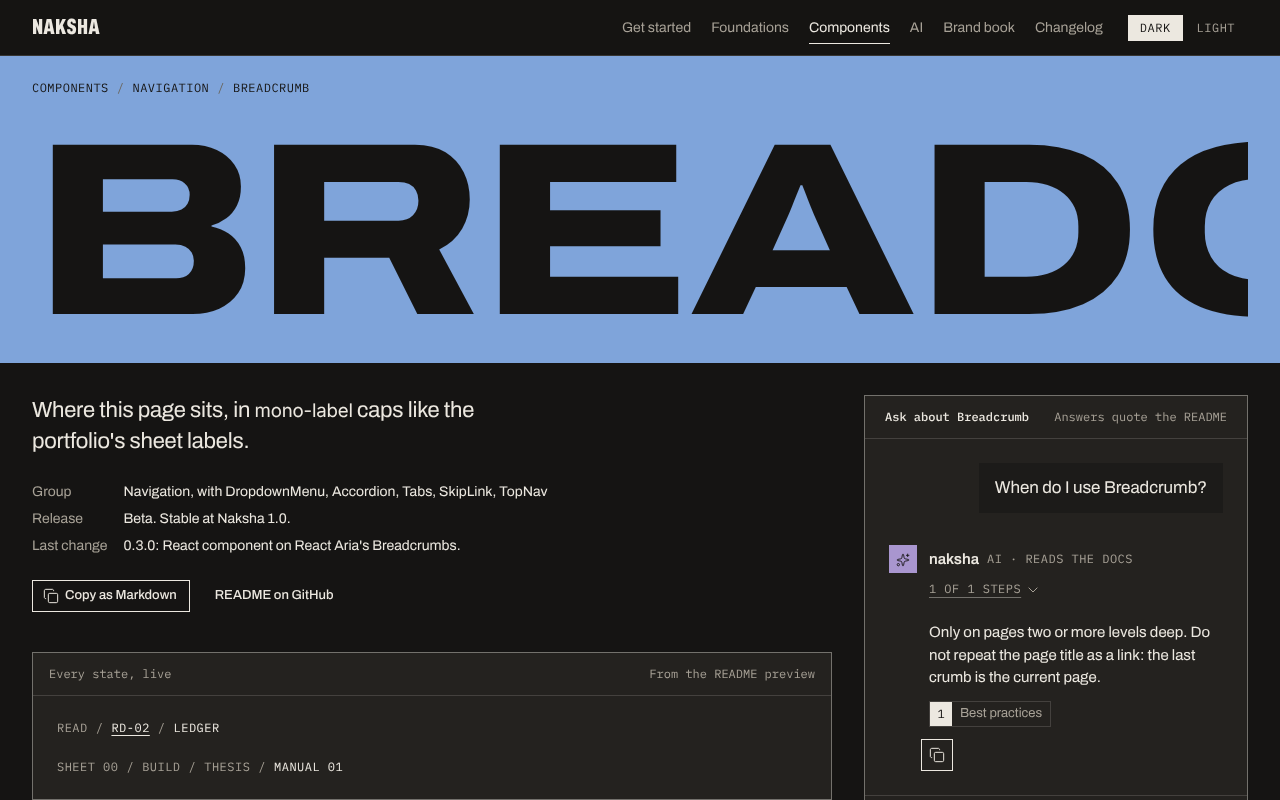 NAKSHA
Get started
Foundations
Components
AI
Brand book
Changelog
DARK
LIGHT
COMPONENTS / NAVIGATION / BREADCRUMB
BREADC
Where this page sits, in mono-label caps like the
portfolio's sheet labels.
Group Navigation, with DropdownMenu, Accordion, Tabs, SkipLink, TopNav
Release Beta. Stable at Naksha 1.0.
Last change 0.3.0: React component on React Aria's Breadcrumbs.
Copy as Markdown
README on GitHub
Every state, live
From the README preview
READ / RD-02 / LEDGER
SHEET 00 / BUILD / THESIS / MANUAL 01
Ask about Breadcrumb
Answers quote the README
When do I use Breadcrumb?
naksha AI · READS THE DOCS
1 OF 1 STEPS
Only on pages two or more levels deep. Do
not repeat the page title as a link: the last
crumb is the current page.
1 Best practices